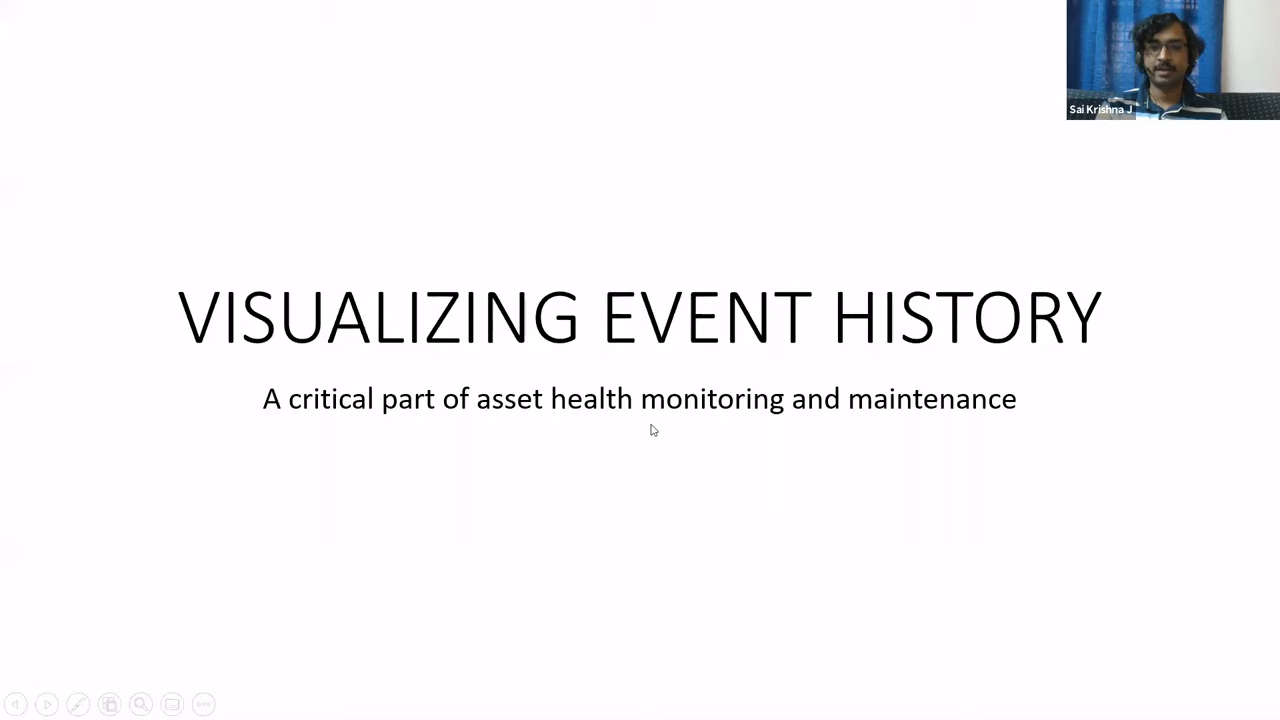 Sai Krishna J
VISUALIZING EVENT HISTORY
A critical part of asset health monitoring and maintenance